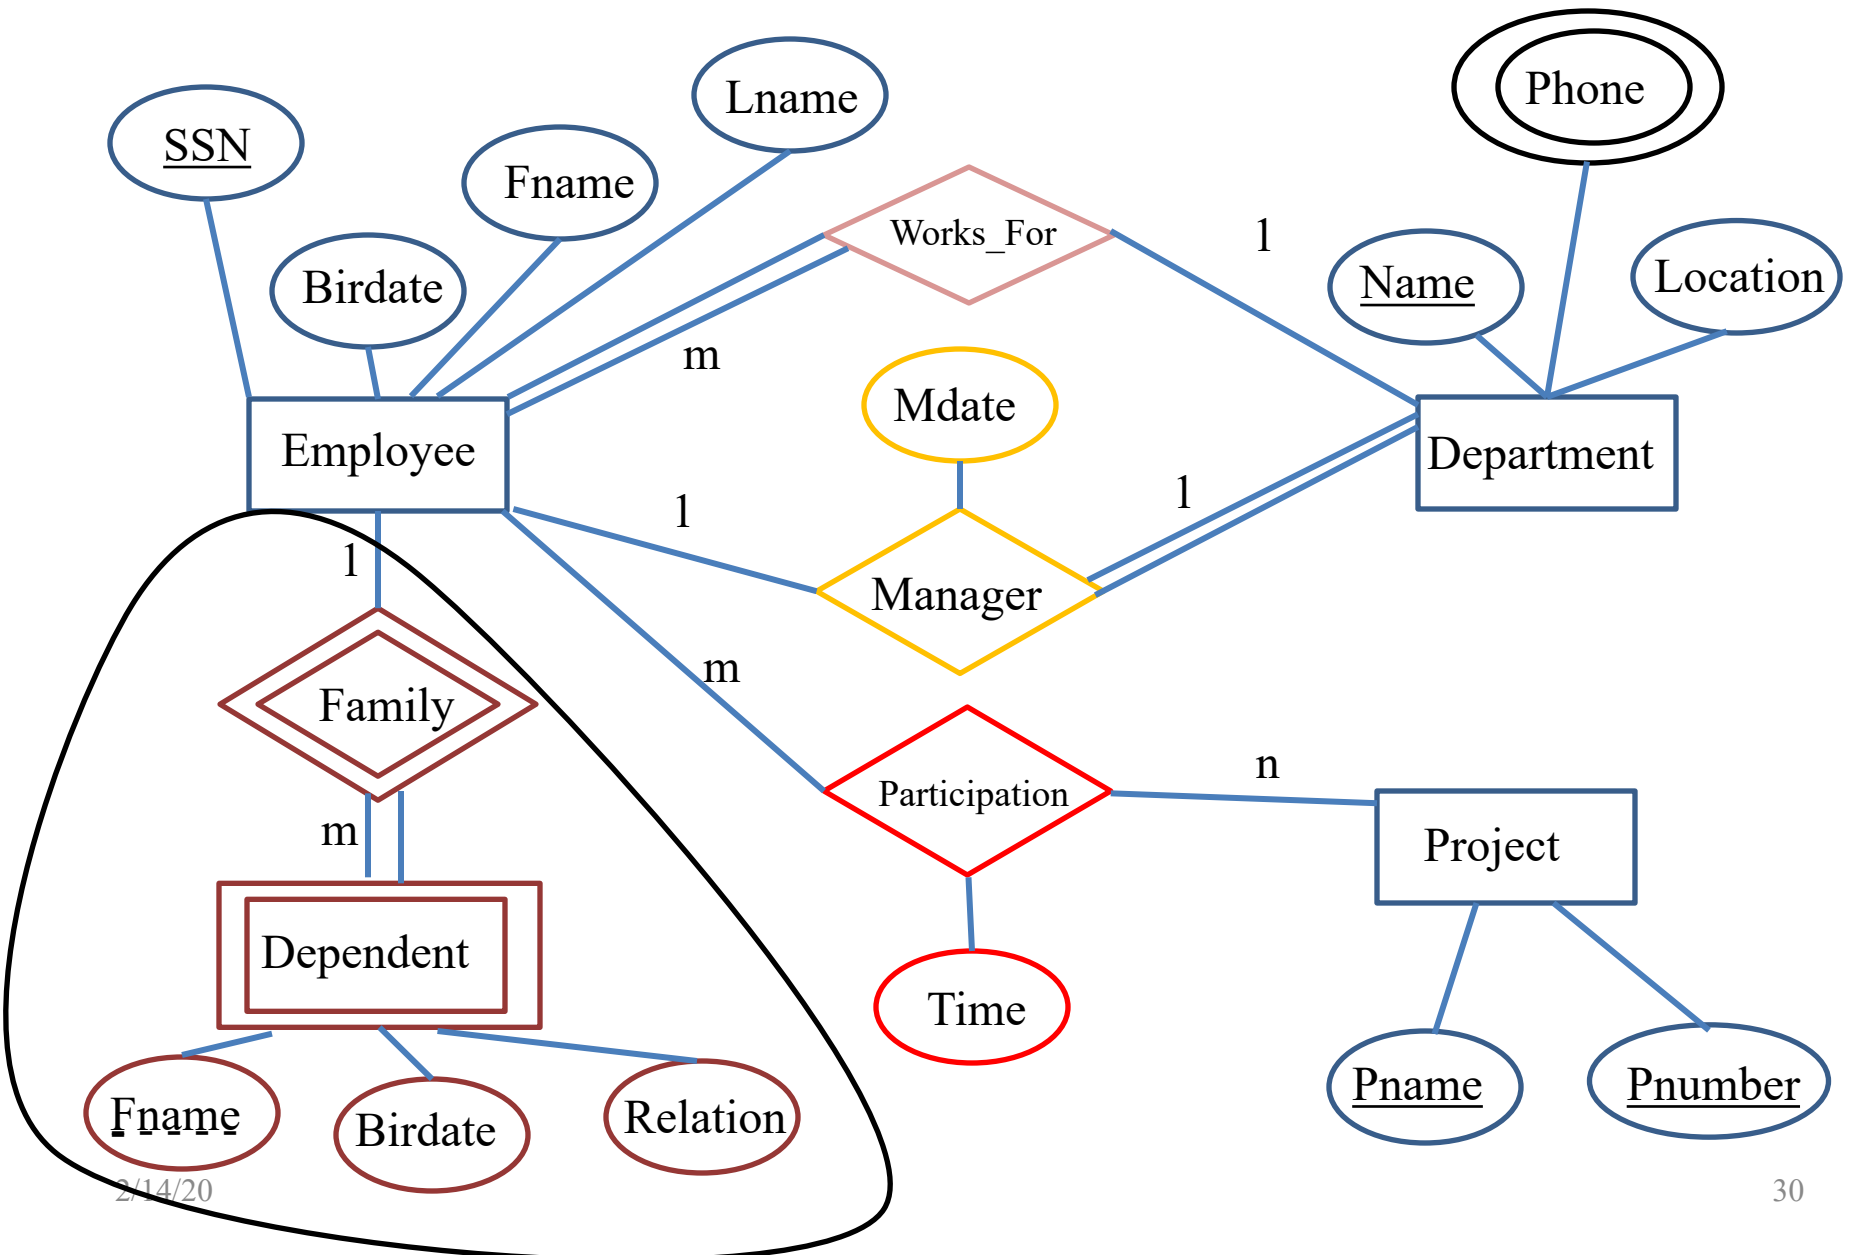 Phone
Lname
SSN
Fname
Works_For
1
Name
Location
Birdate
m
Mdate
Employee
Department
1
1
1
Manager
m
Family
Participation
n
m
Project
Dependent
Time
Fname
Birdate
Relation
Pname
Pnumber
2/14/20
30